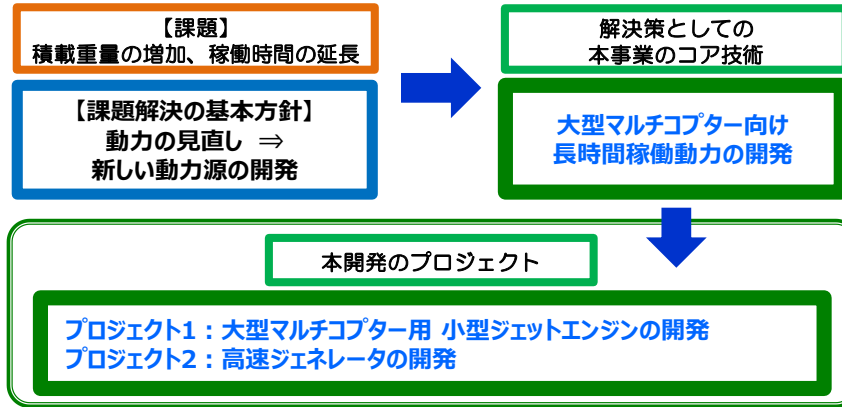 【課題】
積載重量の増加、稼働時間の延長
【課題解決の基本方針】
動力の見直し ⇒
新しい動力源の開発
解決策としての
本事業のコア技術
大型マルチコプター向け
長時間稼働動力の開発
本開発のプロジェクト
プロジェクト1：大型マルチコプター用 小型ジェットエンジンの開発
プロジェクト2：高速ジェネレータの開発